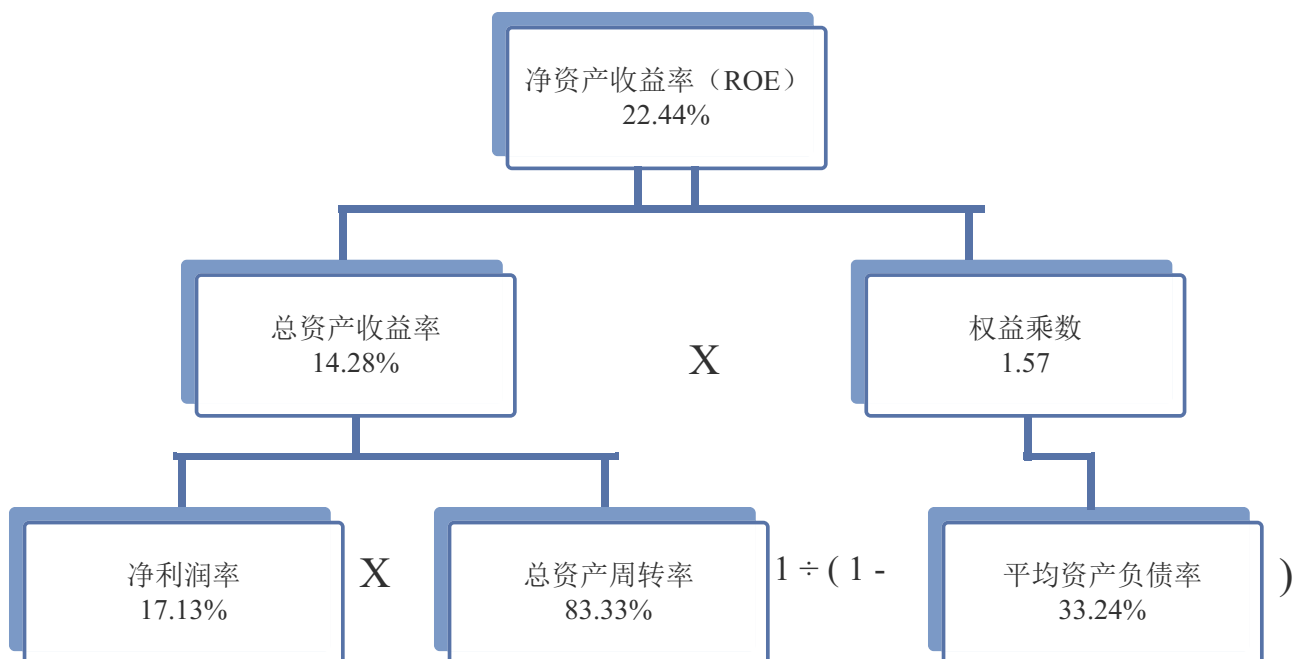 净资产收益率（ROE）
22.44%
总资产收益率
14.28%
X
权益乘数
1.57
净利润率
17.13%
X
总资产周转率
83.33%
1 ÷ ( 1 -
平均资产负债率
33.24%
)